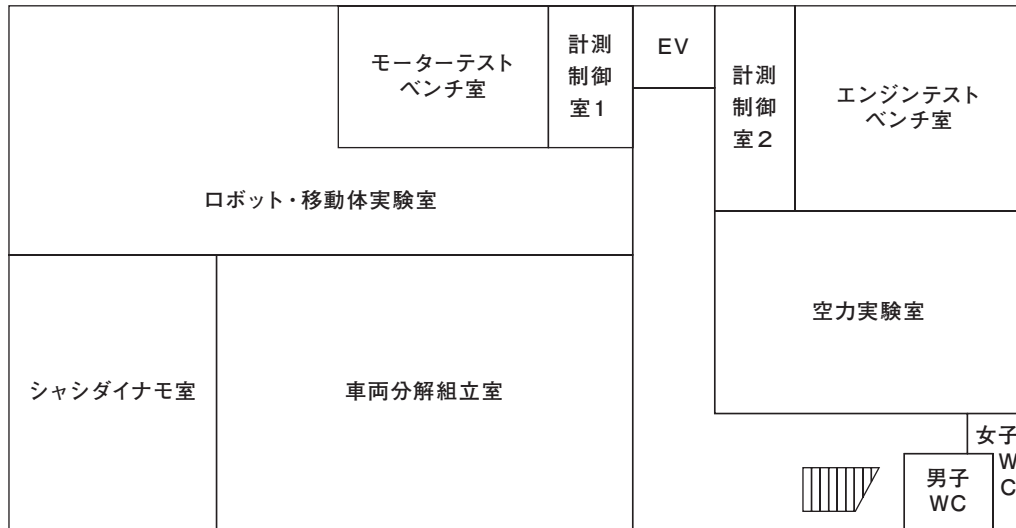 モーターテスト
ベンチ室
計測
制御
室1
EV
計測
制御
室2
エンジンテスト
ベンチ室
ロボット・移動体実験室
空力実験室
シャシダイナモ室
車両分解組立室
女子
W
C
男子
WC